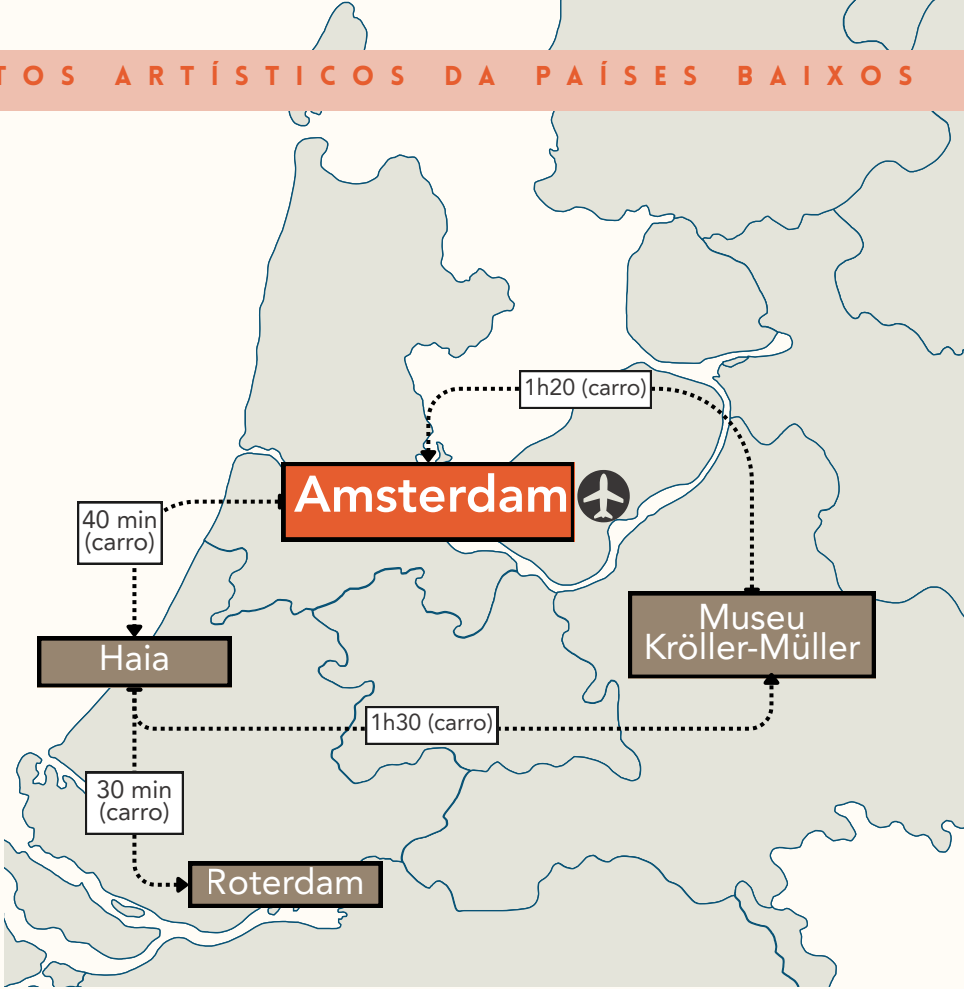 TOS ARTÍSTICOS DA PAÍSES BAIXOS
1h20 (carro)
Amsterdam
40 min
(carro)
Museu
Kröller-Müller
Haia
1h30 (carro)
30 min
(carro)
Roterdam